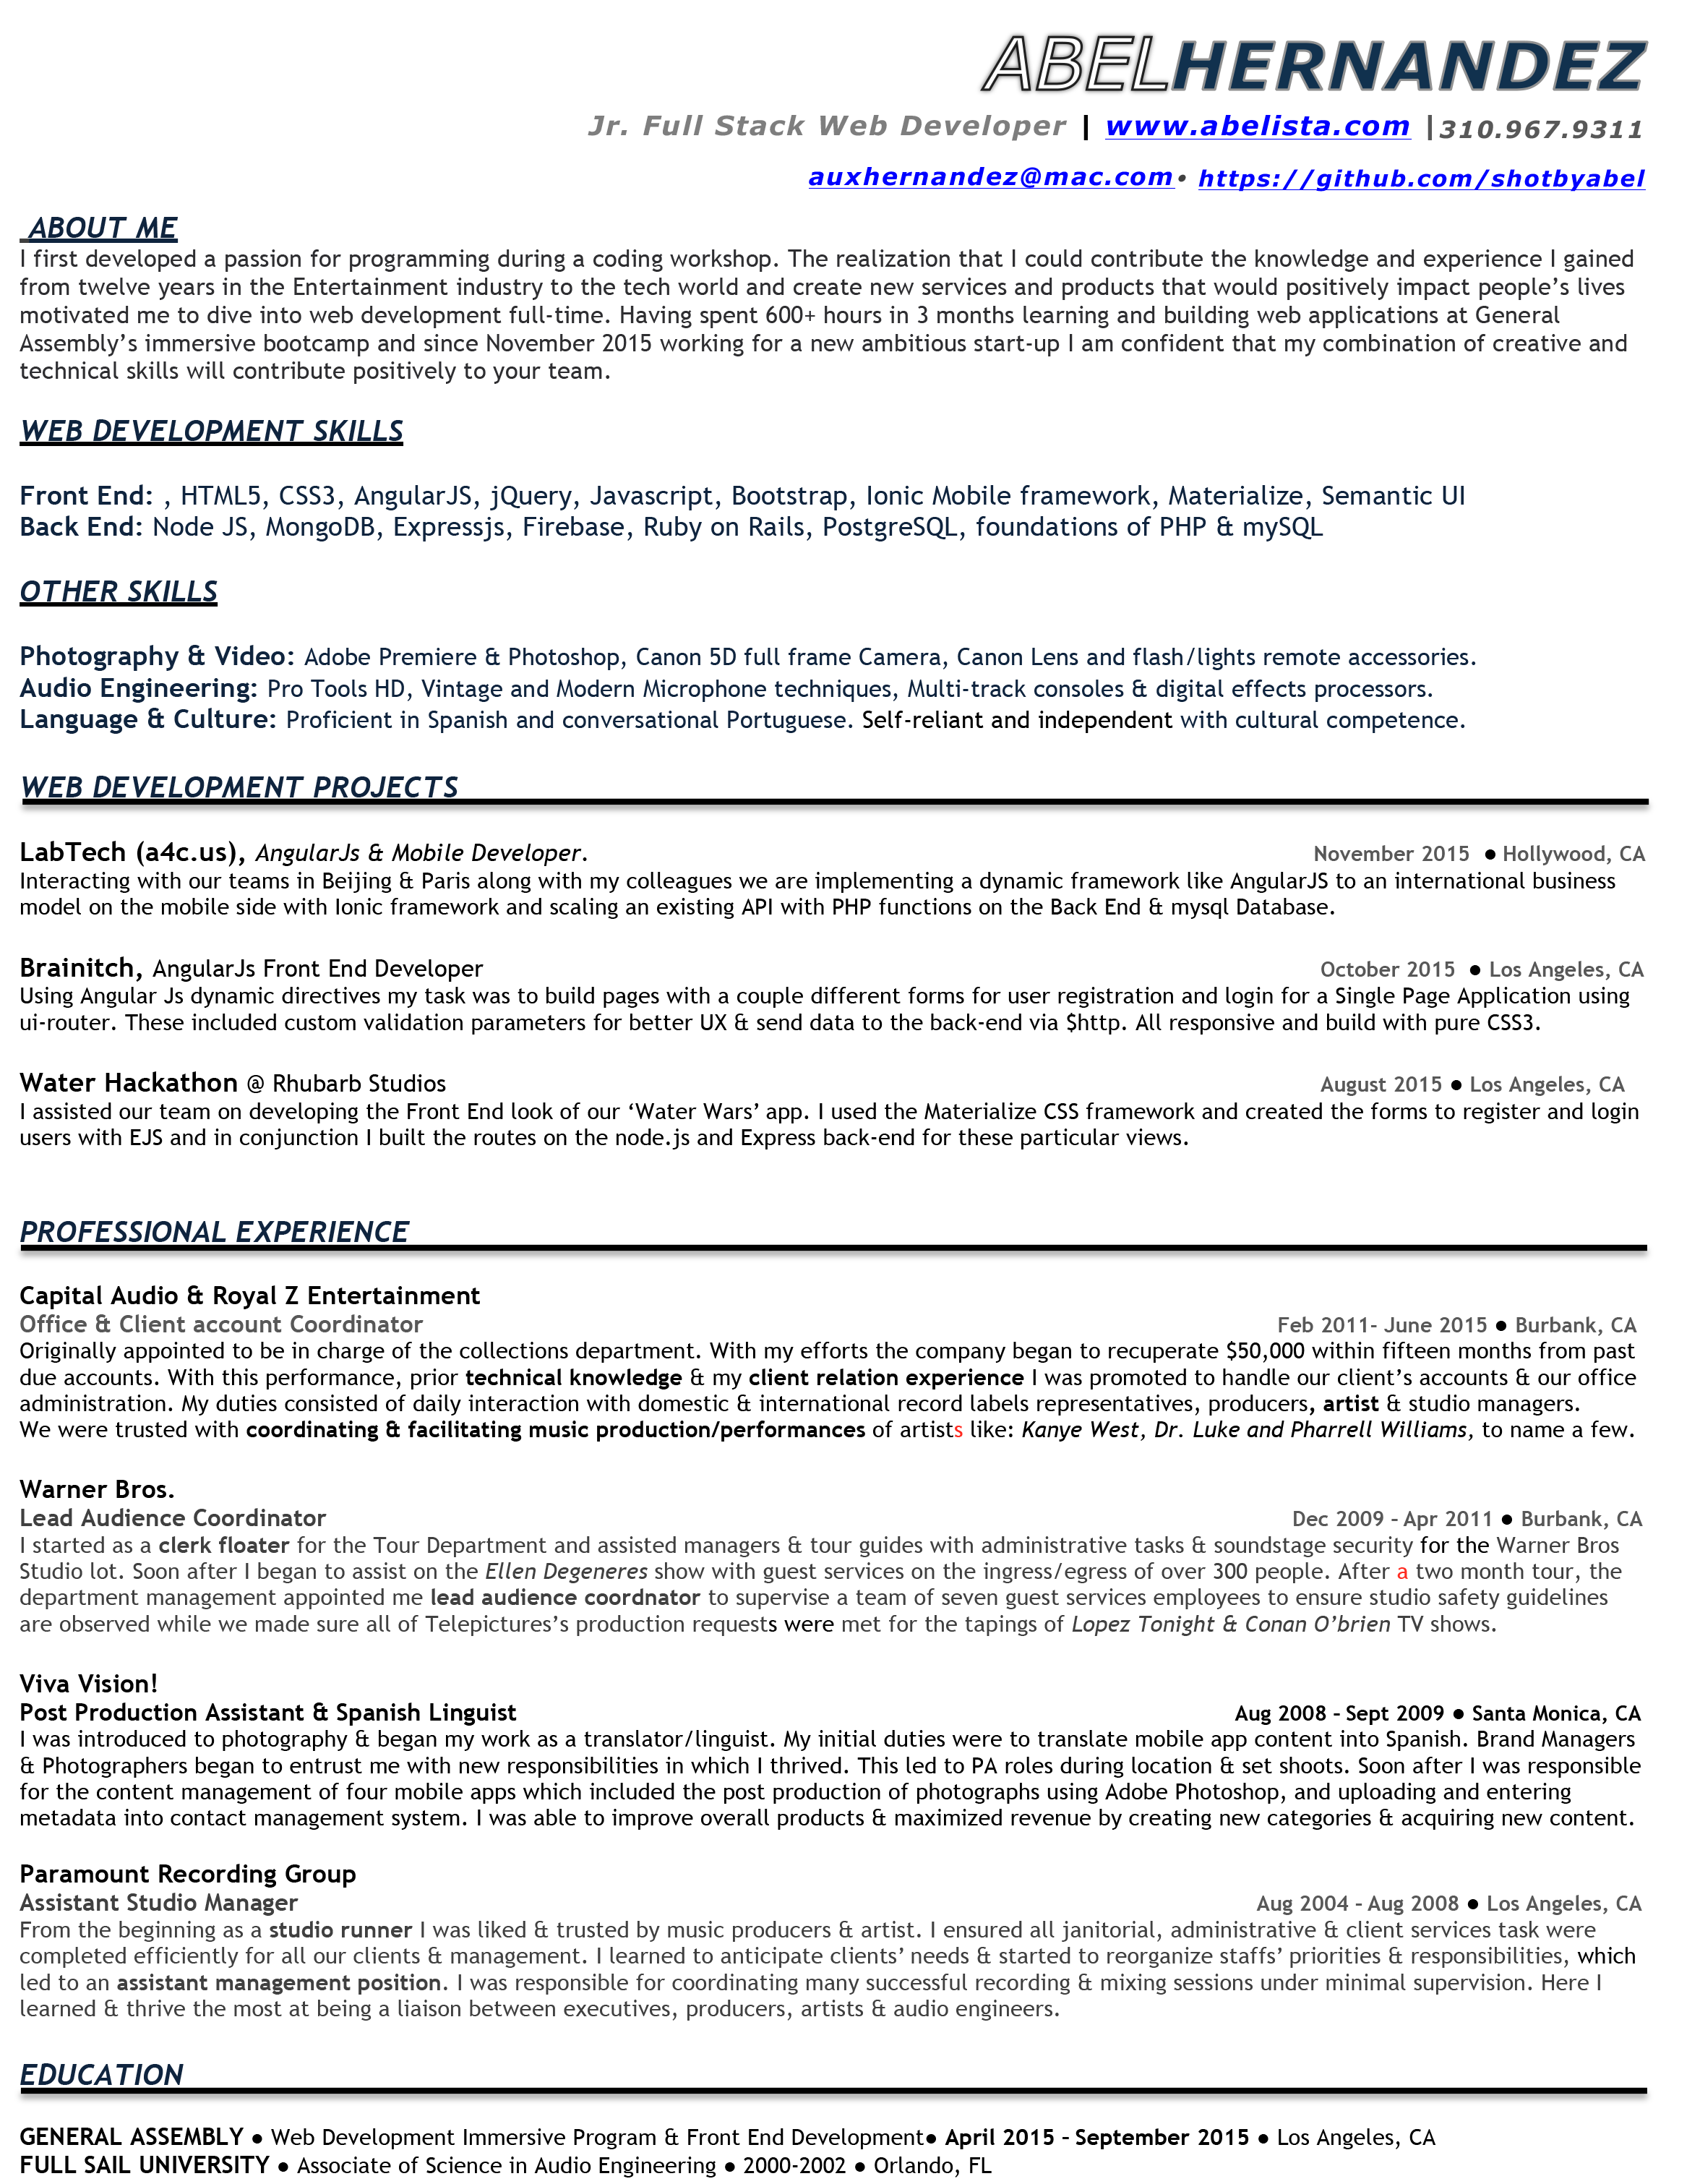 ABELHERNANDEZ
Jr. Full Stack Web Developer | www.abelista.com |310.967.9311
auxhernandez@mac.com• https://github.com/shotbyabel
ABOUT ME
I first developed a passion for programming during a coding workshop. The realization that I could contribute the knowledge and experience I gained
from twelve years in the Entertainment industry to the tech world and create new services and products that would positively impact people’s lives
motivated me to dive into web development full-time. Having spent 600+ hours in 3 months learning and building web applications at General
Assembly’s immersive bootcamp and since November 2015 working for a new ambitious start-up I am confident that my combination of creative and
technical skills will contribute positively to your team.
WEB DEVELOPMENT SKILLS
Front End: , HTML5, CSS3, AngularJS, jQuery, Javascript, Bootstrap, Ionic Mobile framework, Materialize, Semantic UI
Back End: Node JS, MongoDB, Expressjs, Firebase, Ruby on Rails, PostgreSQL, foundations of PHP & mySQL
OTHER SKILLS
Photography & Video: Adobe Premiere & Photoshop, Canon 5D full frame Camera, Canon Lens and flash/lights remote accessories.
Audio Engineering: Pro Tools HD, Vintage and Modern Microphone techniques, Multi-track consoles & digital effects processors.
Language & Culture: Proficient in Spanish and conversational Portuguese. Self-reliant and independent with cultural competence.
WEB DEVELOPMENT PROJECTS
LabTech (a4c.us), AngularJs & Mobile Developer. November 2015 ● Hollywood, CA
Interacting with our teams in Beijing & Paris along with my colleagues we are implementing a dynamic framework like AngularJS to an international business
model on the mobile side with Ionic framework and scaling an existing API with PHP functions on the Back End & mysql Database.
Brainitch, AngularJs Front End Developer October 2015 ● Los Angeles, CA
Using Angular Js dynamic directives my task was to build pages with a couple different forms for user registration and login for a Single Page Application using
ui-router. These included custom validation parameters for better UX & send data to the back-end via $http. All responsive and build with pure CSS3.
Water Hackathon @ Rhubarb Studios August 2015 ● Los Angeles, CA
I assisted our team on developing the Front End look of our ‘Water Wars’ app. I used the Materialize CSS framework and created the forms to register and login
users with EJS and in conjunction I built the routes on the node.js and Express back-end for these particular views.
PROFESSIONAL EXPERIENCE
Capital Audio & Royal Z Entertainment
Office & Client account Coordinator Feb 2011- June 2015 ● Burbank, CA
Originally appointed to be in charge of the collections department. With my efforts the company began to recuperate $50,000 within fifteen months from past
due accounts. With this performance, prior technical knowledge & my client relation experience I was promoted to handle our client’s accounts & our office
administration. My duties consisted of daily interaction with domestic & international record labels representatives, producers, artist & studio managers.
We were trusted with coordinating & facilitating music production/performances of artists like: Kanye West, Dr. Luke and Pharrell Williams, to name a few.
Warner Bros.
Lead Audience Coordinator Dec 2009 – Apr 2011 ● Burbank, CA
I started as a clerk floater for the Tour Department and assisted managers & tour guides with administrative tasks & soundstage security for the Warner Bros
Studio lot. Soon after I began to assist on the Ellen Degeneres show with guest services on the ingress/egress of over 300 people. After a two month tour, the
department management appointed me lead audience coordnator to supervise a team of seven guest services employees to ensure studio safety guidelines
are observed while we made sure all of Telepictures’s production requests were met for the tapings of Lopez Tonight & Conan O’brien TV shows.
Viva Vision!
Post Production Assistant & Spanish Linguist Aug 2008 – Sept 2009 ● Santa Monica, CA
I was introduced to photography & began my work as a translator/linguist. My initial duties were to translate mobile app content into Spanish. Brand Managers
& Photographers began to entrust me with new responsibilities in which I thrived. This led to PA roles during location & set shoots. Soon after I was responsible
for the content management of four mobile apps which included the post production of photographs using Adobe Photoshop, and uploading and entering
metadata into contact management system. I was able to improve overall products & maximized revenue by creating new categories & acquiring new content.
Paramount Recording Group
Assistant Studio Manager Aug 2004 – Aug 2008 ● Los Angeles, CA
From the beginning as a studio runner I was liked & trusted by music producers & artist. I ensured all janitorial, administrative & client services task were
completed efficiently for all our clients & management. I learned to anticipate clients’ needs & started to reorganize staffs’ priorities & responsibilities, which
led to an assistant management position. I was responsible for coordinating many successful recording & mixing sessions under minimal supervision. Here I
learned & thrive the most at being a liaison between executives, producers, artists & audio engineers.
EDUCATION
GENERAL ASSEMBLY ● Web Development Immersive Program & Front End Development● April 2015 – September 2015 ● Los Angeles, CA
FULL SAIL UNIVERSITY ● Associate of Science in Audio Engineering ● 2000-2002 ● Orlando, FL